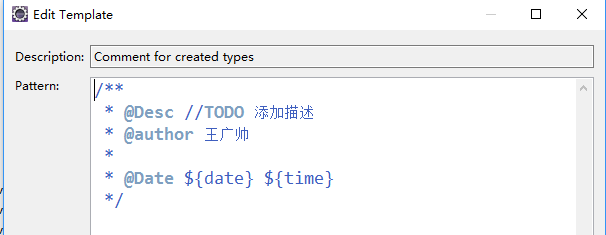 Edit Template
Description: Comment for created types
Pattern: /**
* @Desc //TODO 添加描述
* @author 王广帅
*
* @Date ${date} ${time}
*/